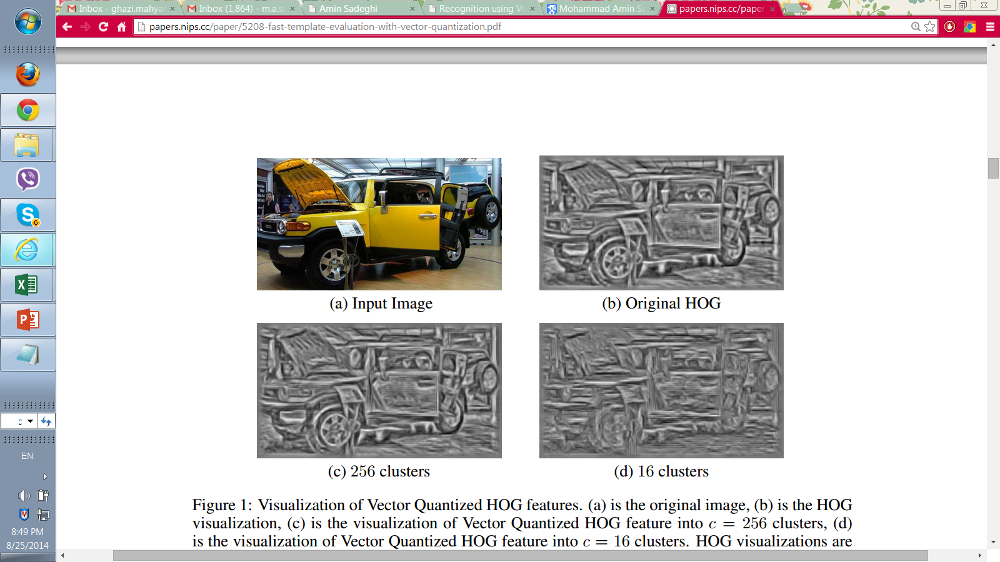 Inbox - ghazi.mahya
Inbox (1,864) - m.a.sa
Amin Sadeghi
Recognition using Vi
Mohammad Amin Sa
papers.nips.cc/paper
papers.nips.cc/paper/5208-fast-template-evaluation-with-vector-quantization.pdf
(a) Input Image
(b) Original HOG
(c) 256 clusters
(d) 16 clusters
Figure 1: Visualization of Vector Quantized HOG features. (a) is the original image, (b) is the HOG
visualization, (c) is the visualization of Vector Quantized HOG feature into c = 256 clusters, (d)
is the visualization of Vector Quantized HOG feature into c = 16 clusters. HOG visualizations are
6
c
EN
8:49 PM
8/25/2014